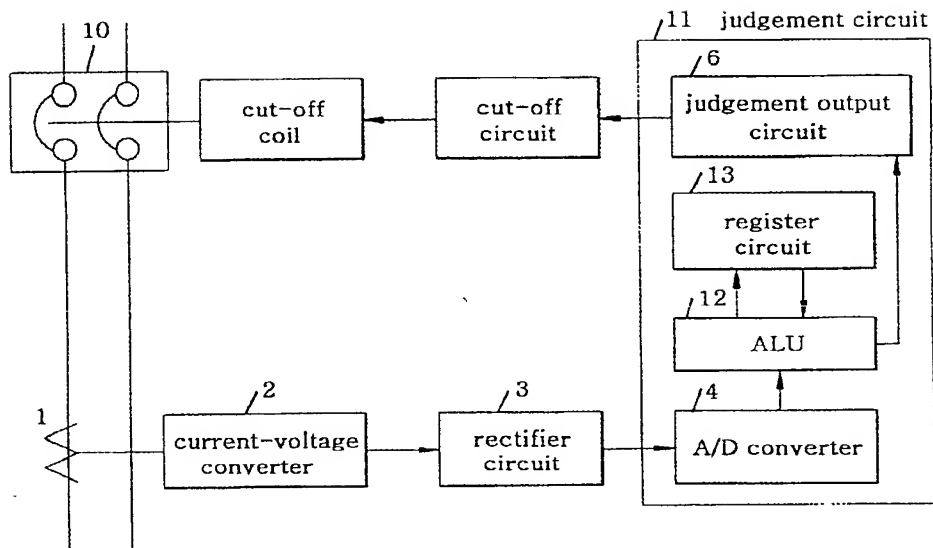 10
11 judgement circuit
cut-off
coil
cut-off
circuit
6
judgement output
circuit
13
register
circuit
12
ALU
1
2
current-voltage
converter
3
rectifier
circuit
4
A/D converter